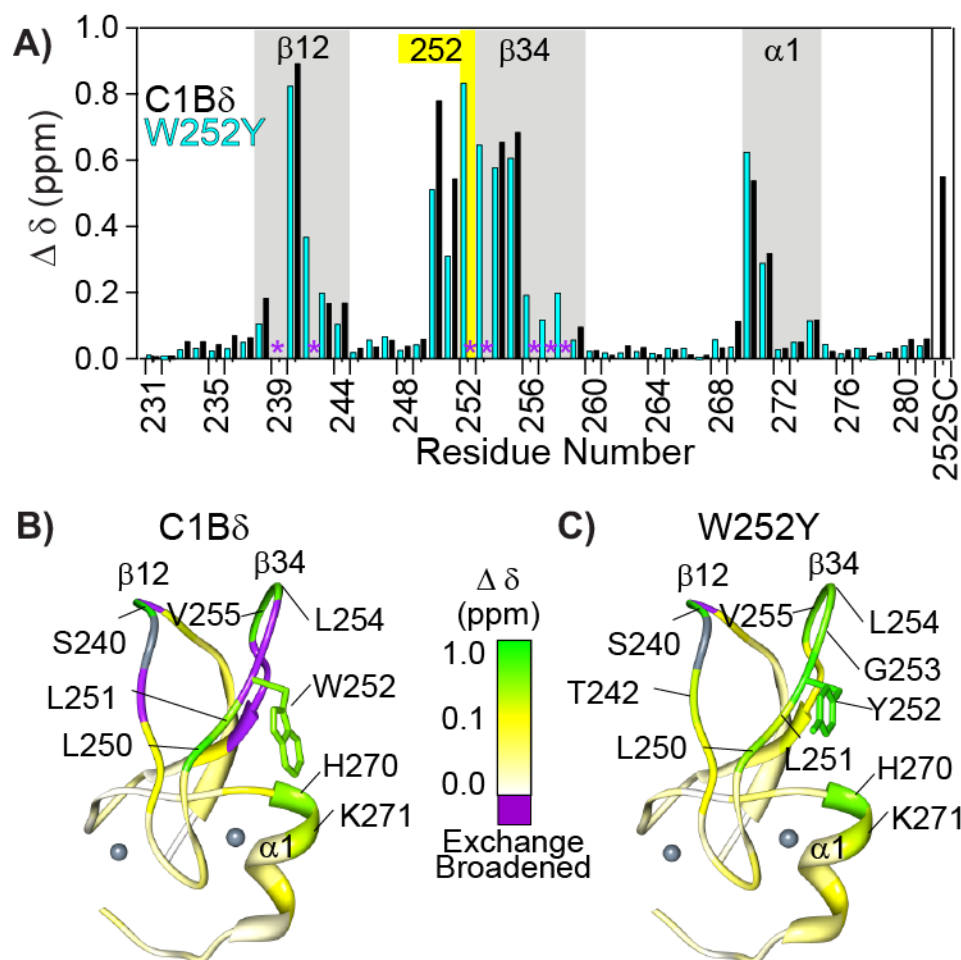 A)
1.0
0.8
0.6
0.4
0.2
0.0
Δ δ (ppm)
β12
252
β34
α1
C1Bδ
W252Y
* * * * * * *
231
235
239
244
248
252
256
260
264
268
272
276
280
252SC
Residue Number
B)
C1Bδ
β12
β34
V255
L254
S240
L251
W252
L250
H270
K271
α1
Δ δ
(ppm)
1.0
0.1
0.0
Exchange
Broadened
C)
W252Y
β12
β34
V255
L254
S240
G253
T242
Y252
L250
L251
H270
K271
α1